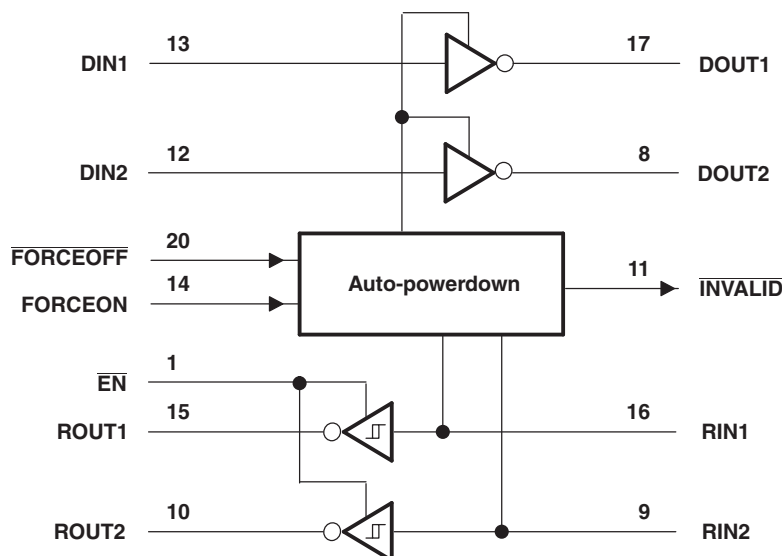 DIN1 13 17 DOUT1
DIN2 12 8 DOUT2
FORCEOFF 20
Auto-powerdown
11 INVALID
FORCEON 14
EN 1
ROUT1 15 16 RIN1
ROUT2 10 9 RIN2